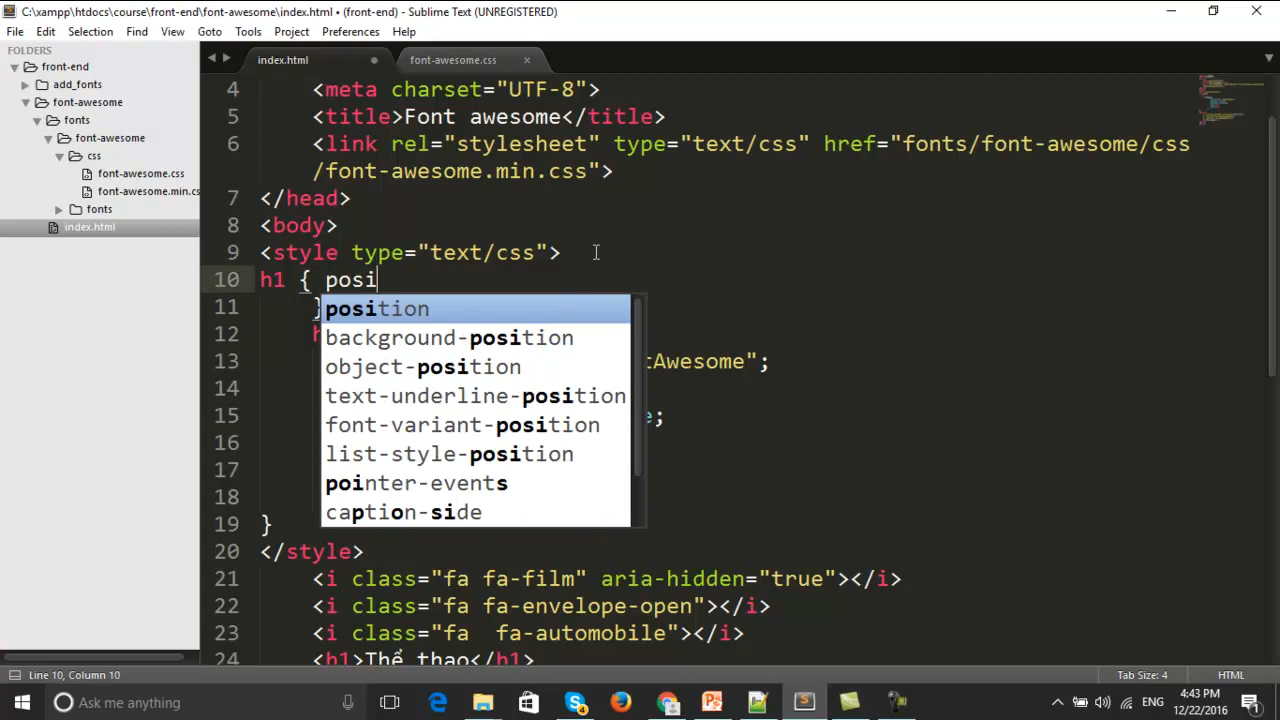 C:\xampp\htdocs\course\front-end\font-awesome\index.html • (front-end) - Sublime Text (UNREGISTERED)
File Edit Selection Find View Goto Tools Project Preferences Help
FOLDERS
front-end
add_fonts
font-awesome
fonts
font-awesome
css
font-awesome.css
font-awesome.min.cs
fonts
index.html
index.html font-awesome.css
4 <meta charset="UTF-8">
5 <title>Font awesome</title>
6 <link rel="stylesheet" type="text/css" href="fonts/font-awesome/css
/font-awesome.min.css">
7 </head>
8 <body>
9 <style type="text/css">
10 h1 { posi
11 }
12 h
13 tAwesome";
14
15 e;
16
17
18
19 }
20 </style>
21 <i class="fa fa-film" aria-hidden="true"></i>
22 <i class="fa fa-envelope-open"></i>
23 <i class="fa  fa-automobile"></i>
24 <h1>Thể thao</h1>
position
background-position
object-position
text-underline-position
font-variant-position
list-style-position
pointer-events
caption-side
Line 10, Column 10 Tab Size: 4 HTML
Ask me anything
4
ENG
4:43 PM
12/22/2016
1